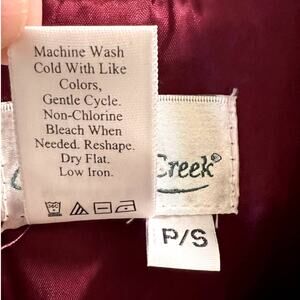 Machine Wash
Cold With Like
Colors,
Gentle Cycle.
Non-Chlorine
Bleach When
Needed. Reshape.
Dry Flat.
Low Iron.
Creek®
P/S